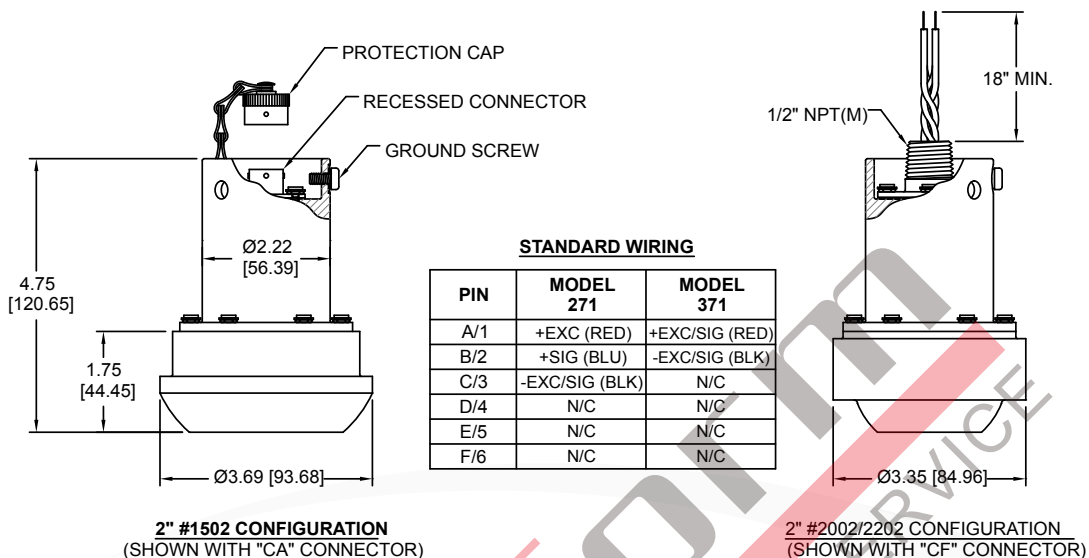 PROTECTION CAP
RECESSED CONNECTOR
GROUND SCREW
4.75
[120.65]
Ø2.22
[56.39]
1.75
[44.45]
Ø3.69 [93.68]
2" #1502 CONFIGURATION
(SHOWN WITH "CA" CONNECTOR)
STANDARD WIRING
PIN MODEL 271 MODEL 371
A/1 +EXC (RED) +EXC/SIG (RED)
B/2 +SIG (BLU) -EXC/SIG (BLK)
C/3 -EXC/SIG (BLK) N/C
D/4 N/C N/C
E/5 N/C N/C
F/6 N/C N/C
18" MIN.
1/2" NPT(M)
Ø3.35 [84.96]
2" #2002/2202 CONFIGURATION
(SHOWN WITH "CF" CONNECTOR)
orm
SERVICE